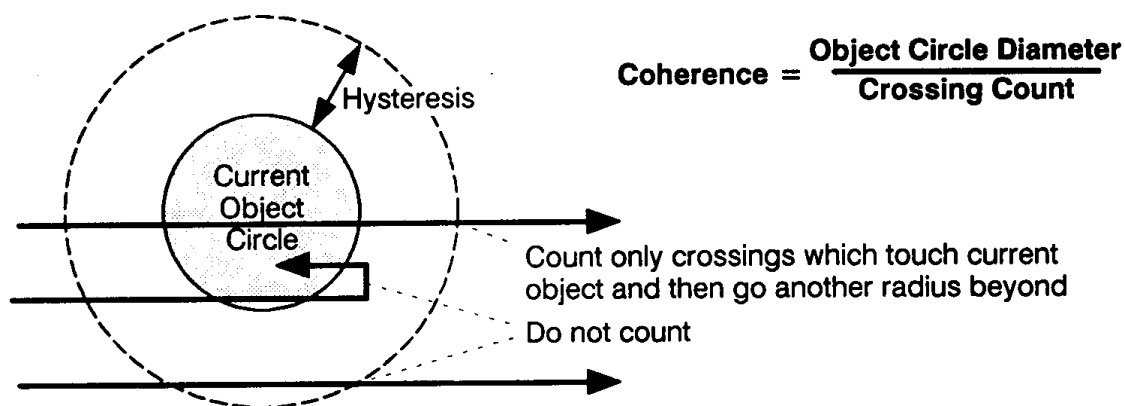 Object Circle Diameter
Coherence =
Crossing Count
Hysteresis
Current
Object
Circle
Count only crossings which touch current
object and then go another radius beyond
Do not count